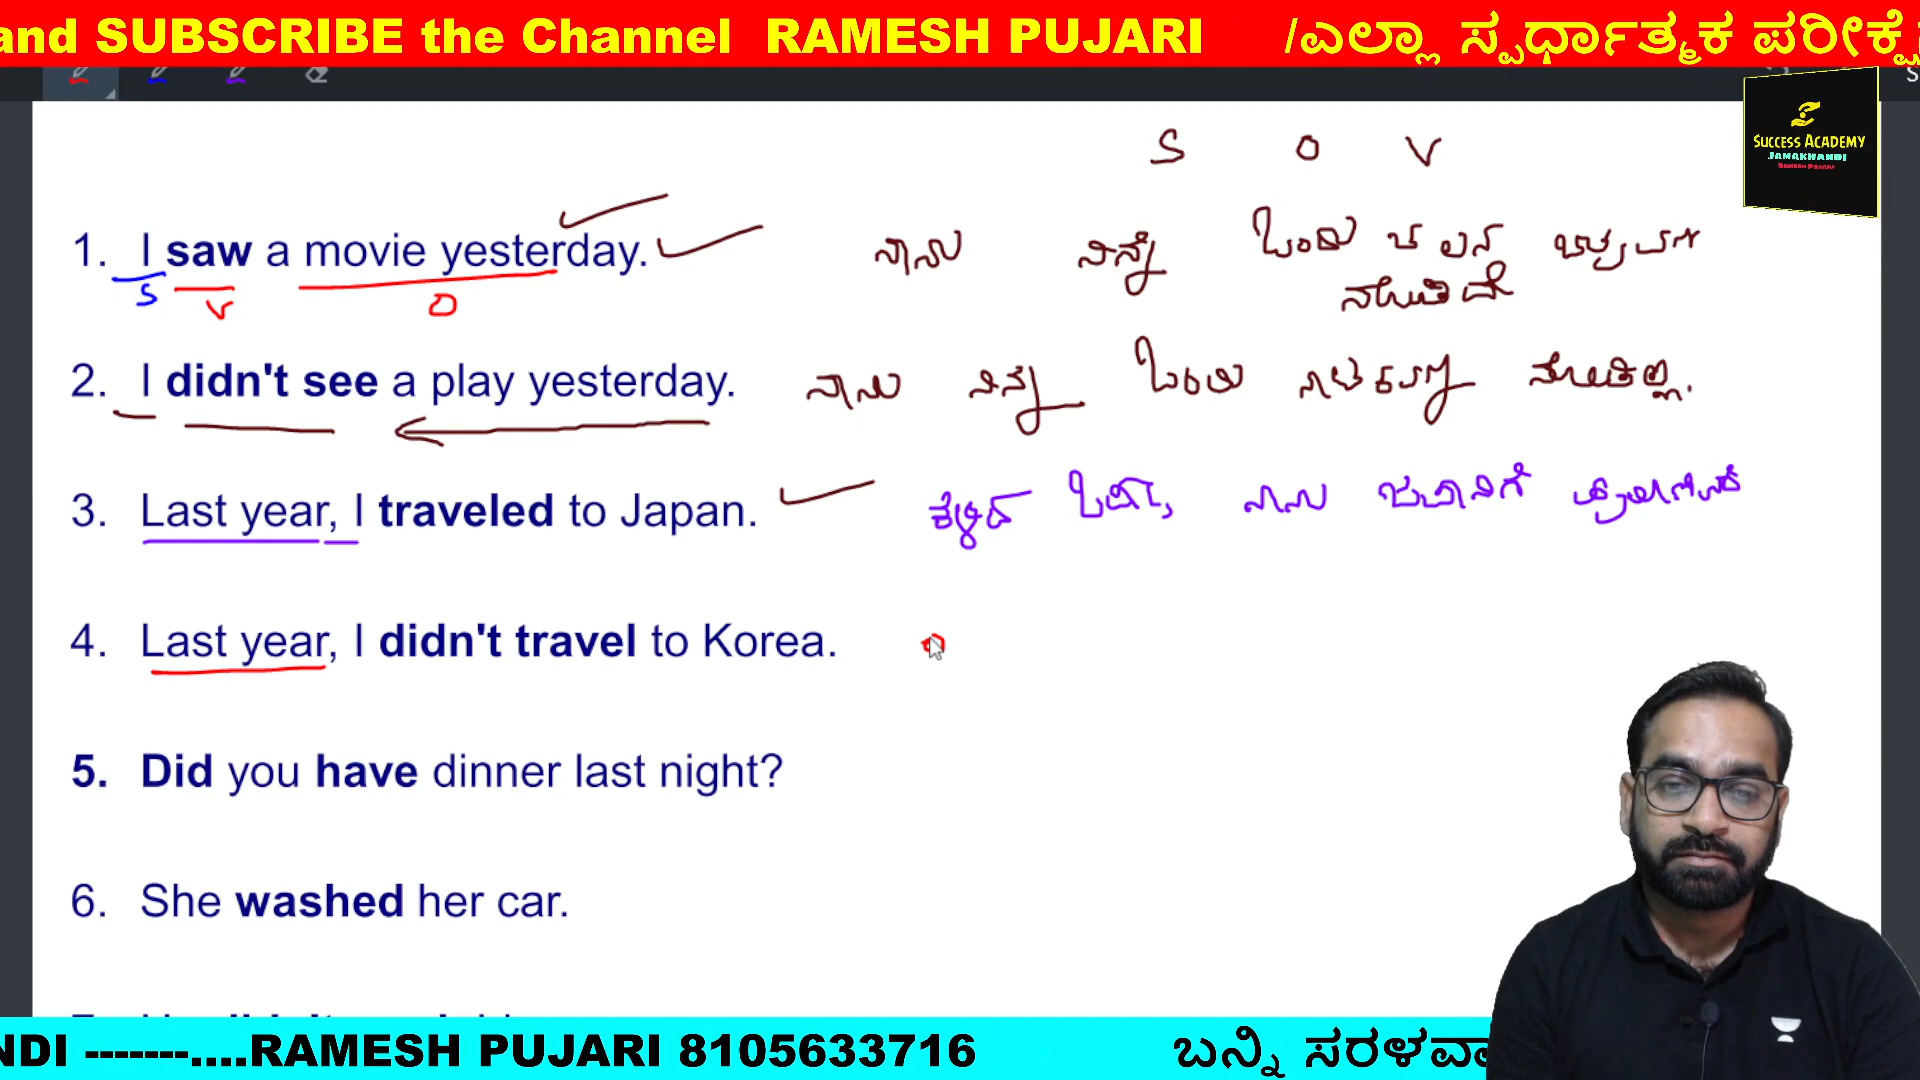 and SUBSCRIBE the Channel RAMESH PUJARI /ಎಲ್ಲಾ ಸ್ಪರ್ಧಾತ್ಮಕ ಪರೀಕ್ಷೆ
SUCCESS ACADEMY
JAMAKHANDI
S O V
1. I saw a movie yesterday. ನಾನು ನಿನ್ನೆ ಒಂದು ಚಲನ
S V O
2. I didn't see a play yesterday. ನಾನು ನಿನ್ನೆ ಒಂದು ನಾಟಕವನ್ನು ನೋಡಲಿಲ್ಲ.
3. Last year, I traveled to Japan. ಕಳೆದ ವರ್ಷ, ನಾನು ಜಪಾನಿಗೆ
4. Last year, I didn't travel to Korea.
5. Did you have dinner last night?
6. She washed her car.
NDI -------....RAMESH PUJARI 8105633716 ಬನ್ನಿ ಸರಳವಾ